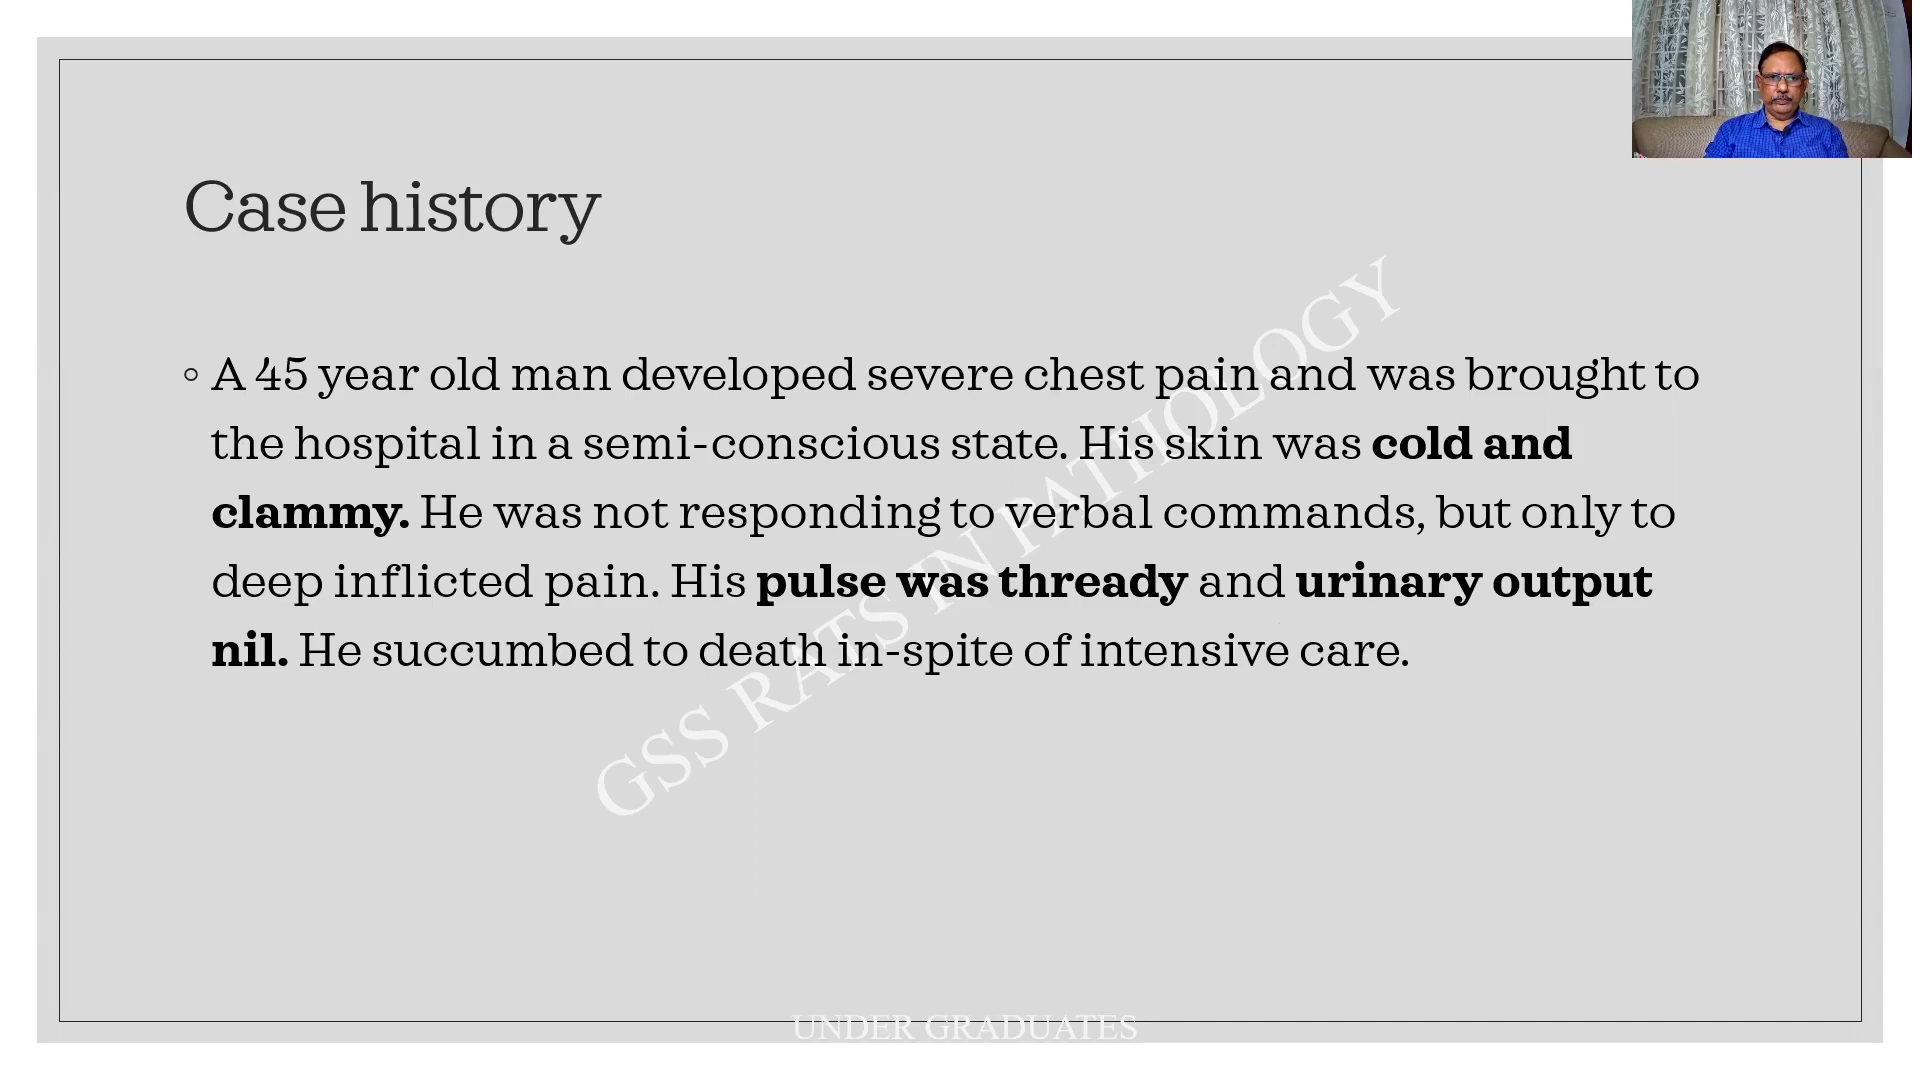 Case history
◦ A 45 year old man developed severe chest pain and was brought to
the hospital in a semi-conscious state. His skin was cold and
clammy. He was not responding to verbal commands, but only to
deep inflicted pain. His pulse was thready and urinary output
nil. He succumbed to death in-spite of intensive care.
GSS RATS IN PATHOLOGY
UNDER GRADUATES